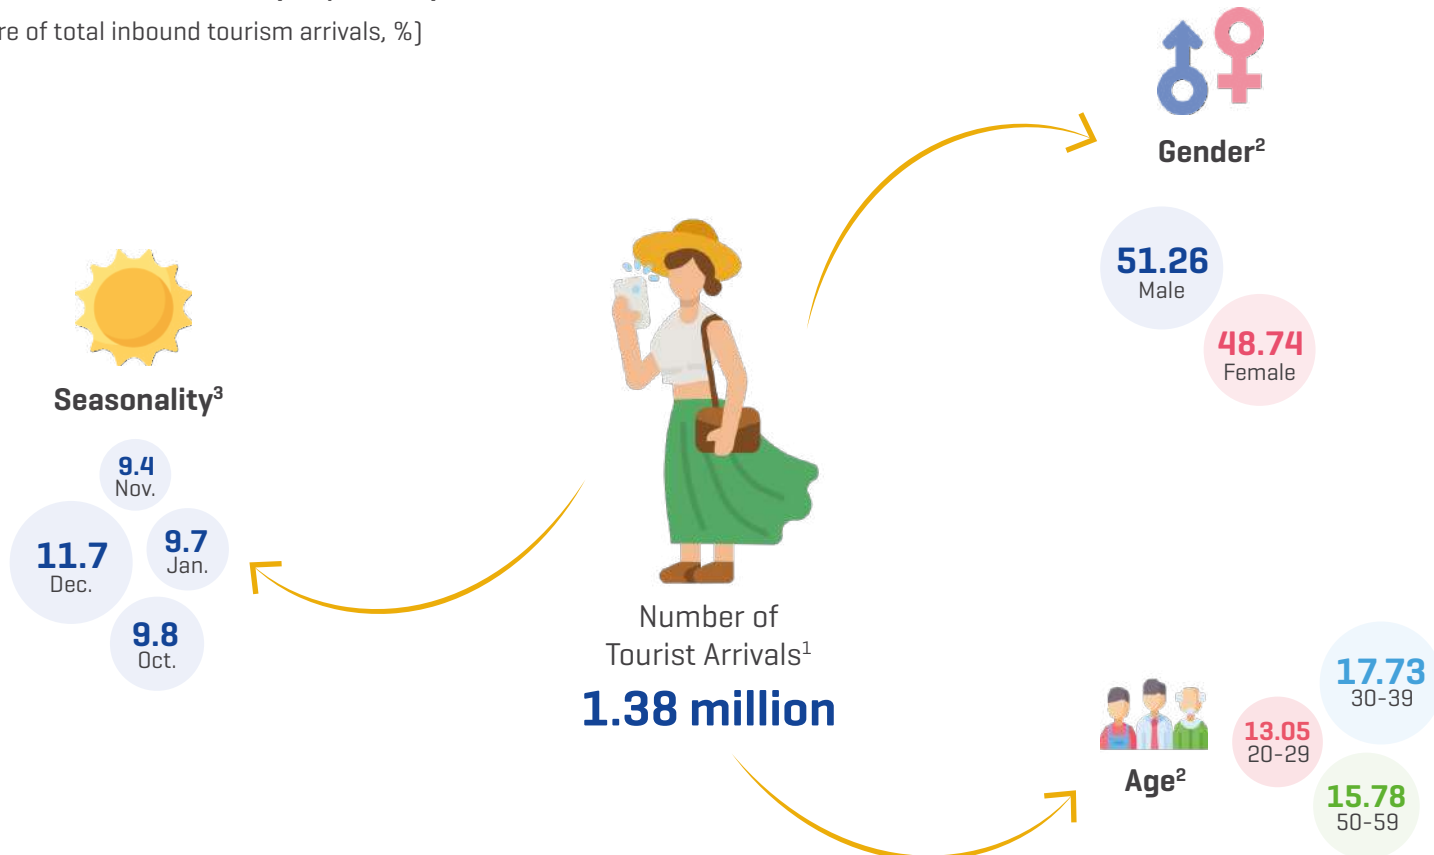 re of total inbound tourism arrivals, %]
Gender²
51.26
Male
48.74
Female
Seasonality³
9.4
Nov.
11.7
Dec.
9.7
Jan.
9.8
Oct.
Number of
Tourist Arrivals¹
1.38 million
Age²
17.73
30-39
13.05
20-29
15.78
50-59